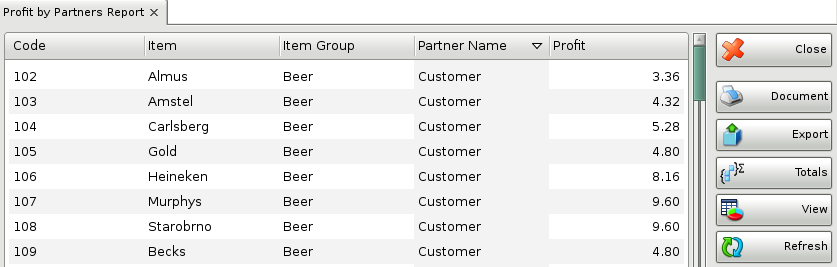 Profit by Partners Report
Code Item Item Group Partner Name Profit
102 Almus Beer Customer 3.36
103 Amstel Beer Customer 4.32
104 Carlsberg Beer Customer 5.28
105 Gold Beer Customer 4.80
106 Heineken Beer Customer 8.16
107 Murphys Beer Customer 9.60
108 Starobrno Beer Customer 9.60
109 Becks Beer Customer 4.80
Close
Document
Export
Totals
View
Refresh